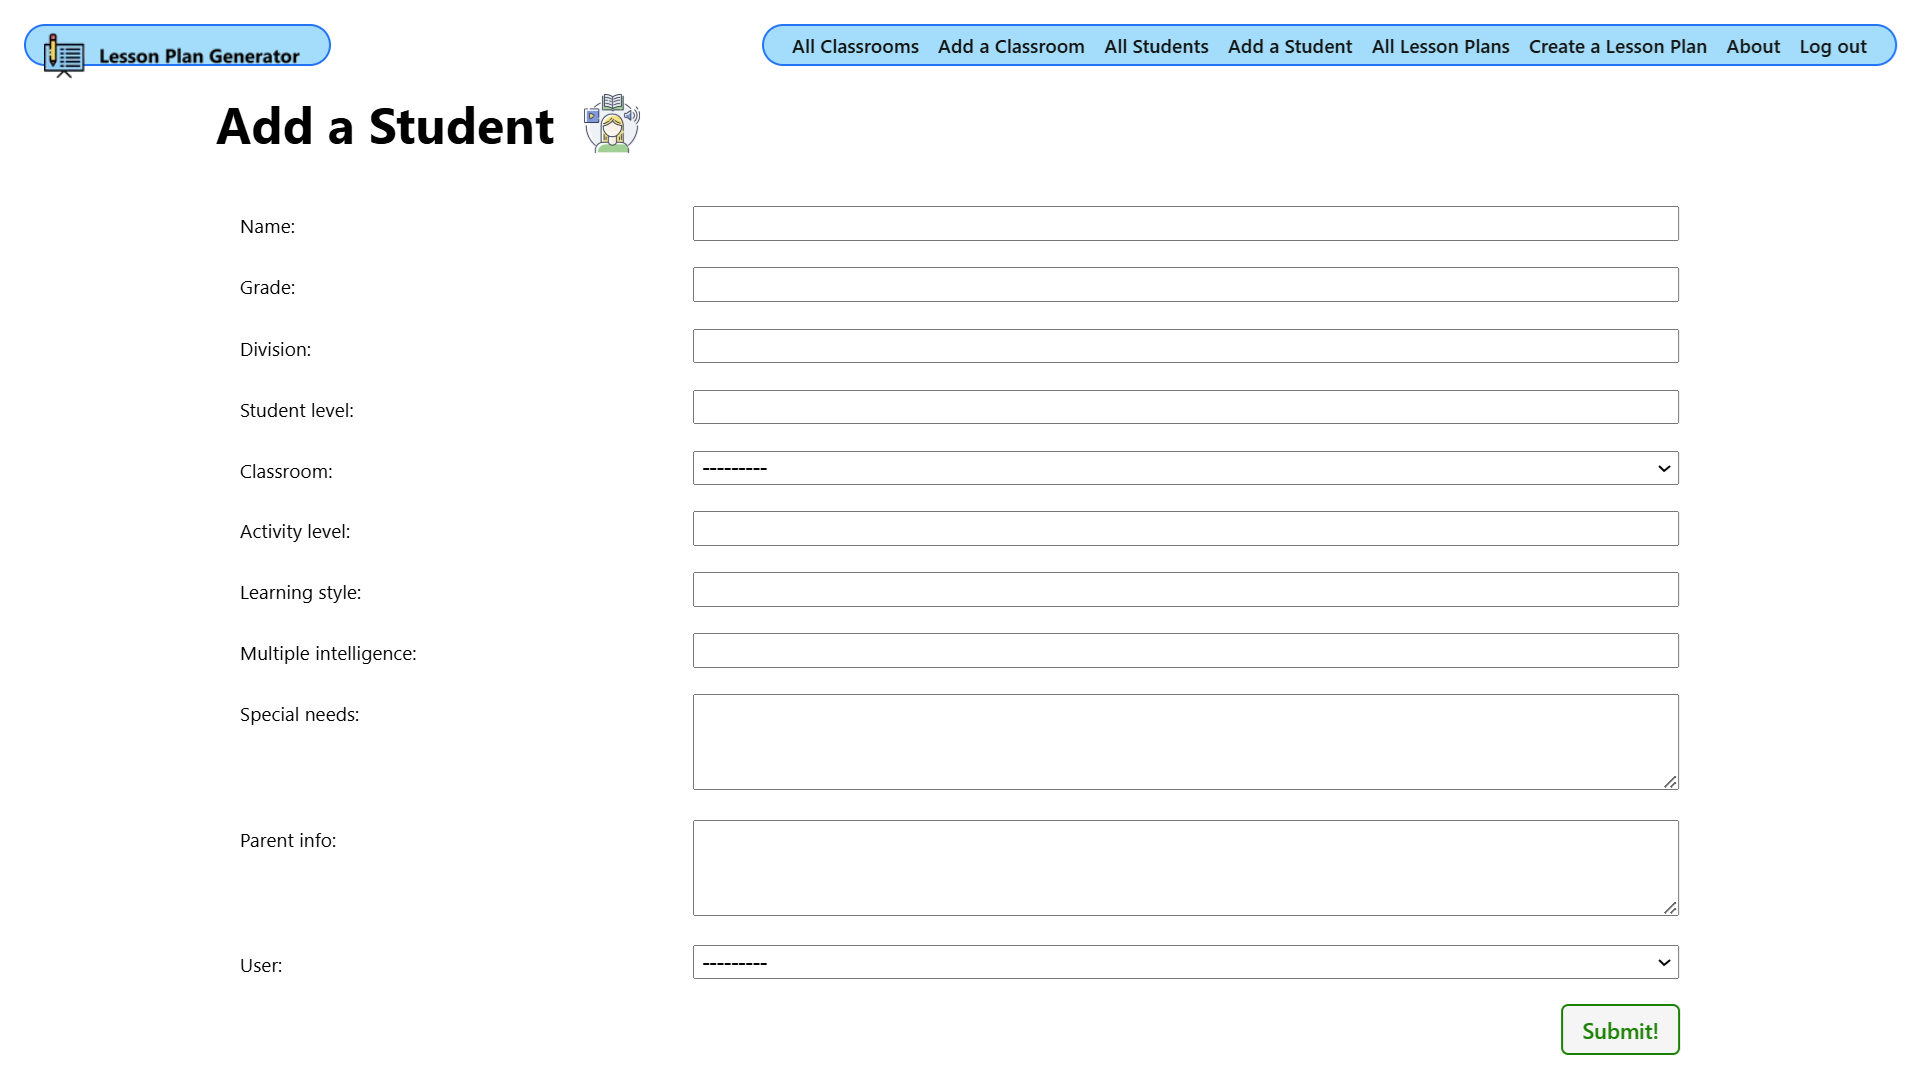 Lesson Plan Generator
All Classrooms Add a Classroom All Students Add a Student All Lesson Plans Create a Lesson Plan About Log out
Add a Student
Name:
Grade:
Division:
Student level:
Classroom: ---------
Activity level:
Learning style:
Multiple intelligence:
Special needs:
Parent info:
User: ---------
Submit!